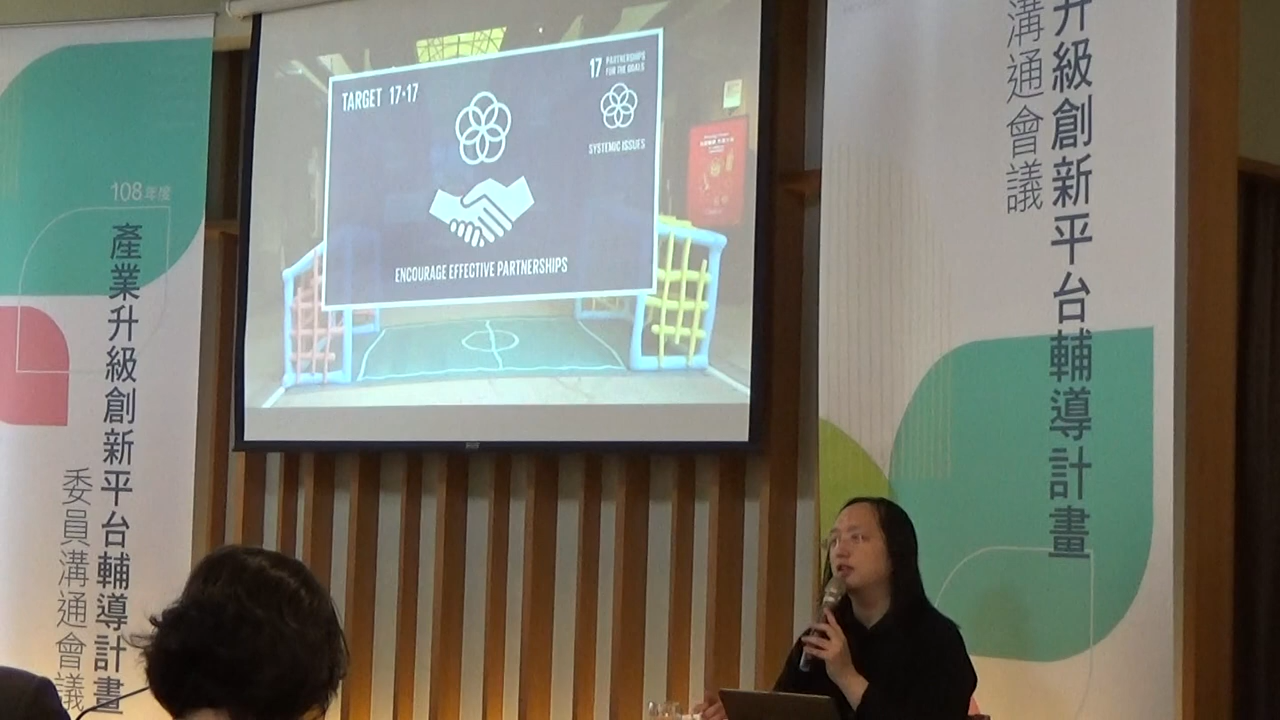 108年度
產業升級創新平台輔導計畫
委員溝通會議
TARGET 17·17
17 PARTNERSHIPS
FOR THE GOALS
SYSTEMIC ISSUES
ENCOURAGE EFFECTIVE PARTNERSHIPS
升級創新平台輔導計畫
溝通會議